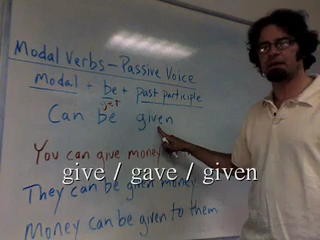 Modal Verbs - Passive Voice
Modal + be + past participle
get
Can be given
You can give money
give / gave / given
They can be given money
Money can be given to them